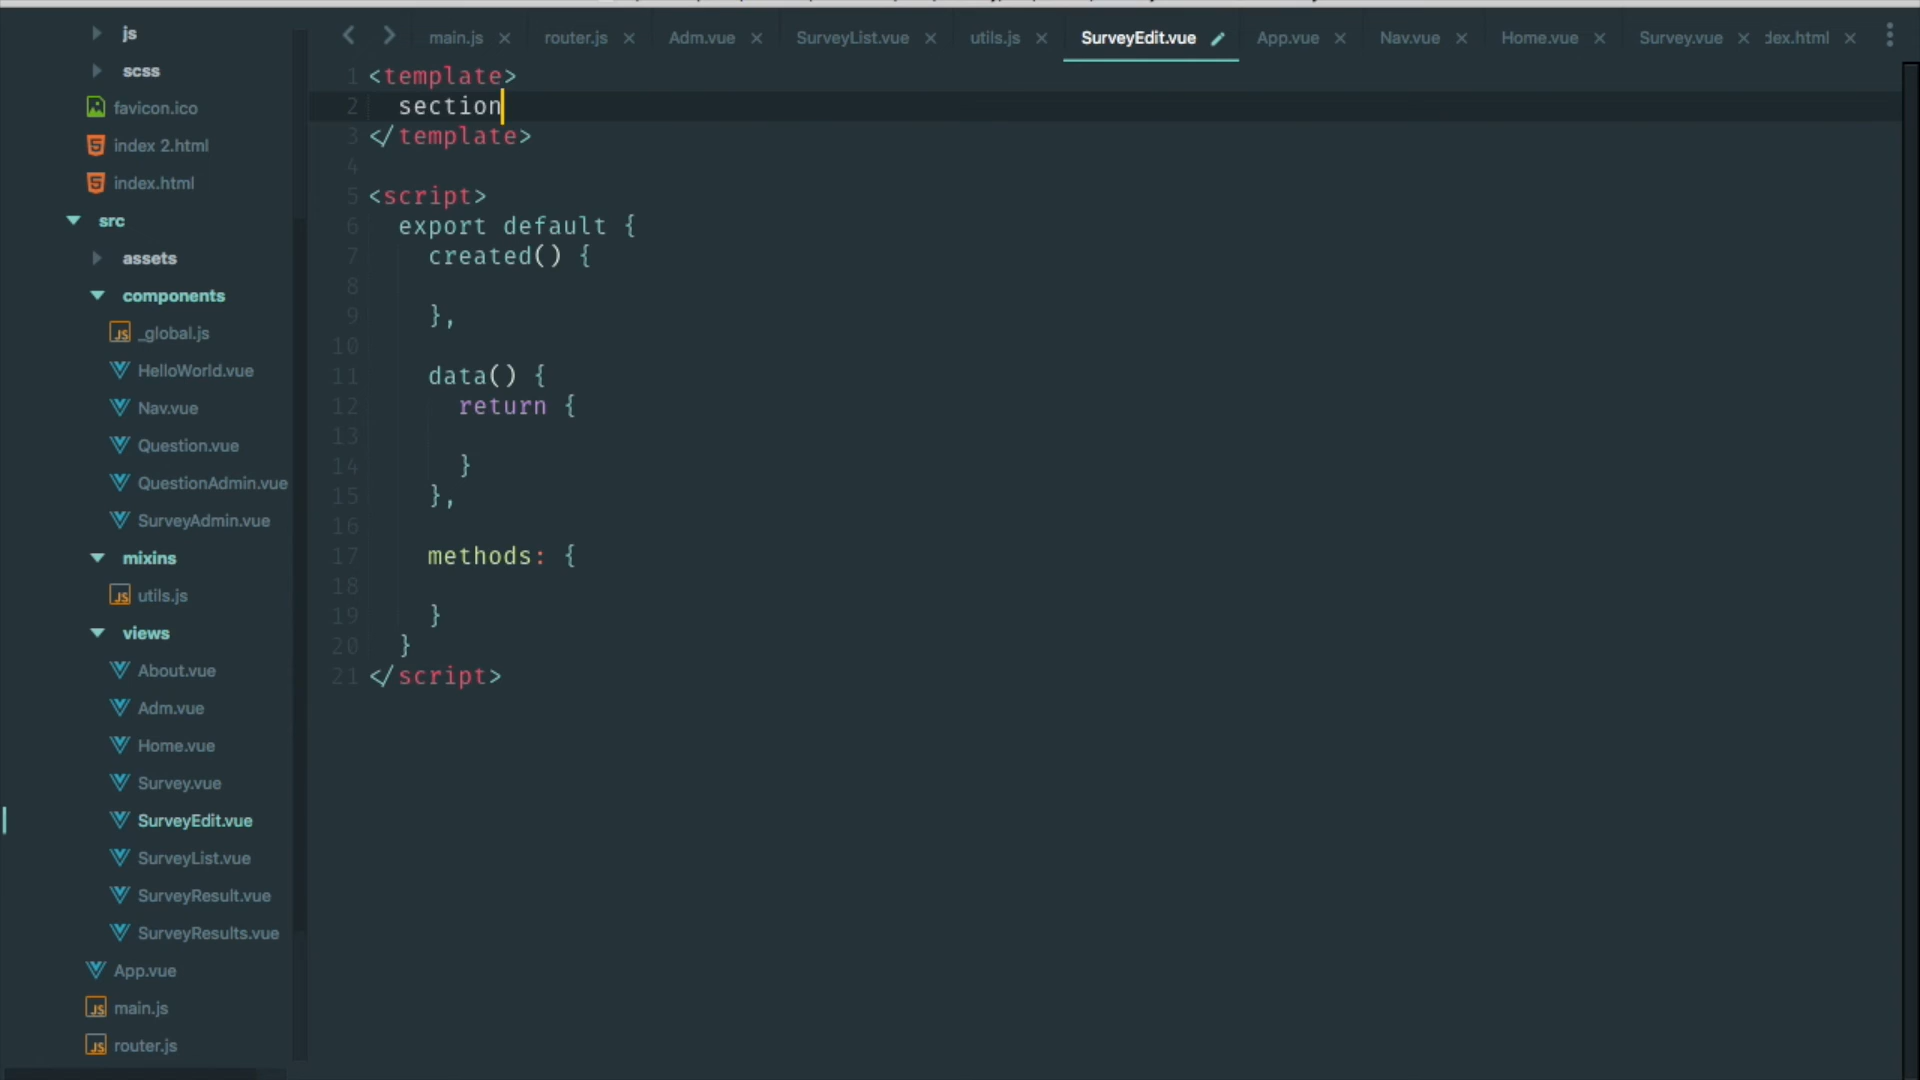 js
scss
favicon.ico
index 2.html
index.html
src
assets
components
_global.js
HelloWorld.vue
Nav.vue
Question.vue
QuestionAdmin.vue
SurveyAdmin.vue
mixins
utils.js
views
About.vue
Adm.vue
Home.vue
Survey.vue
SurveyEdit.vue
SurveyList.vue
SurveyResult.vue
SurveyResults.vue
App.vue
main.js
router.js
main.js × router.js × Adm.vue × SurveyList.vue × utils.js × SurveyEdit.vue App.vue × Nav.vue × Home.vue × Survey.vue × dex.html ×
1 <template>
2 section
3 </template>
4
5 <script>
6 export default {
7 created() {
8
9 },
10
11 data() {
12 return {
13
14 }
15 },
16
17 methods: {
18
19 }
20 }
21 </script>